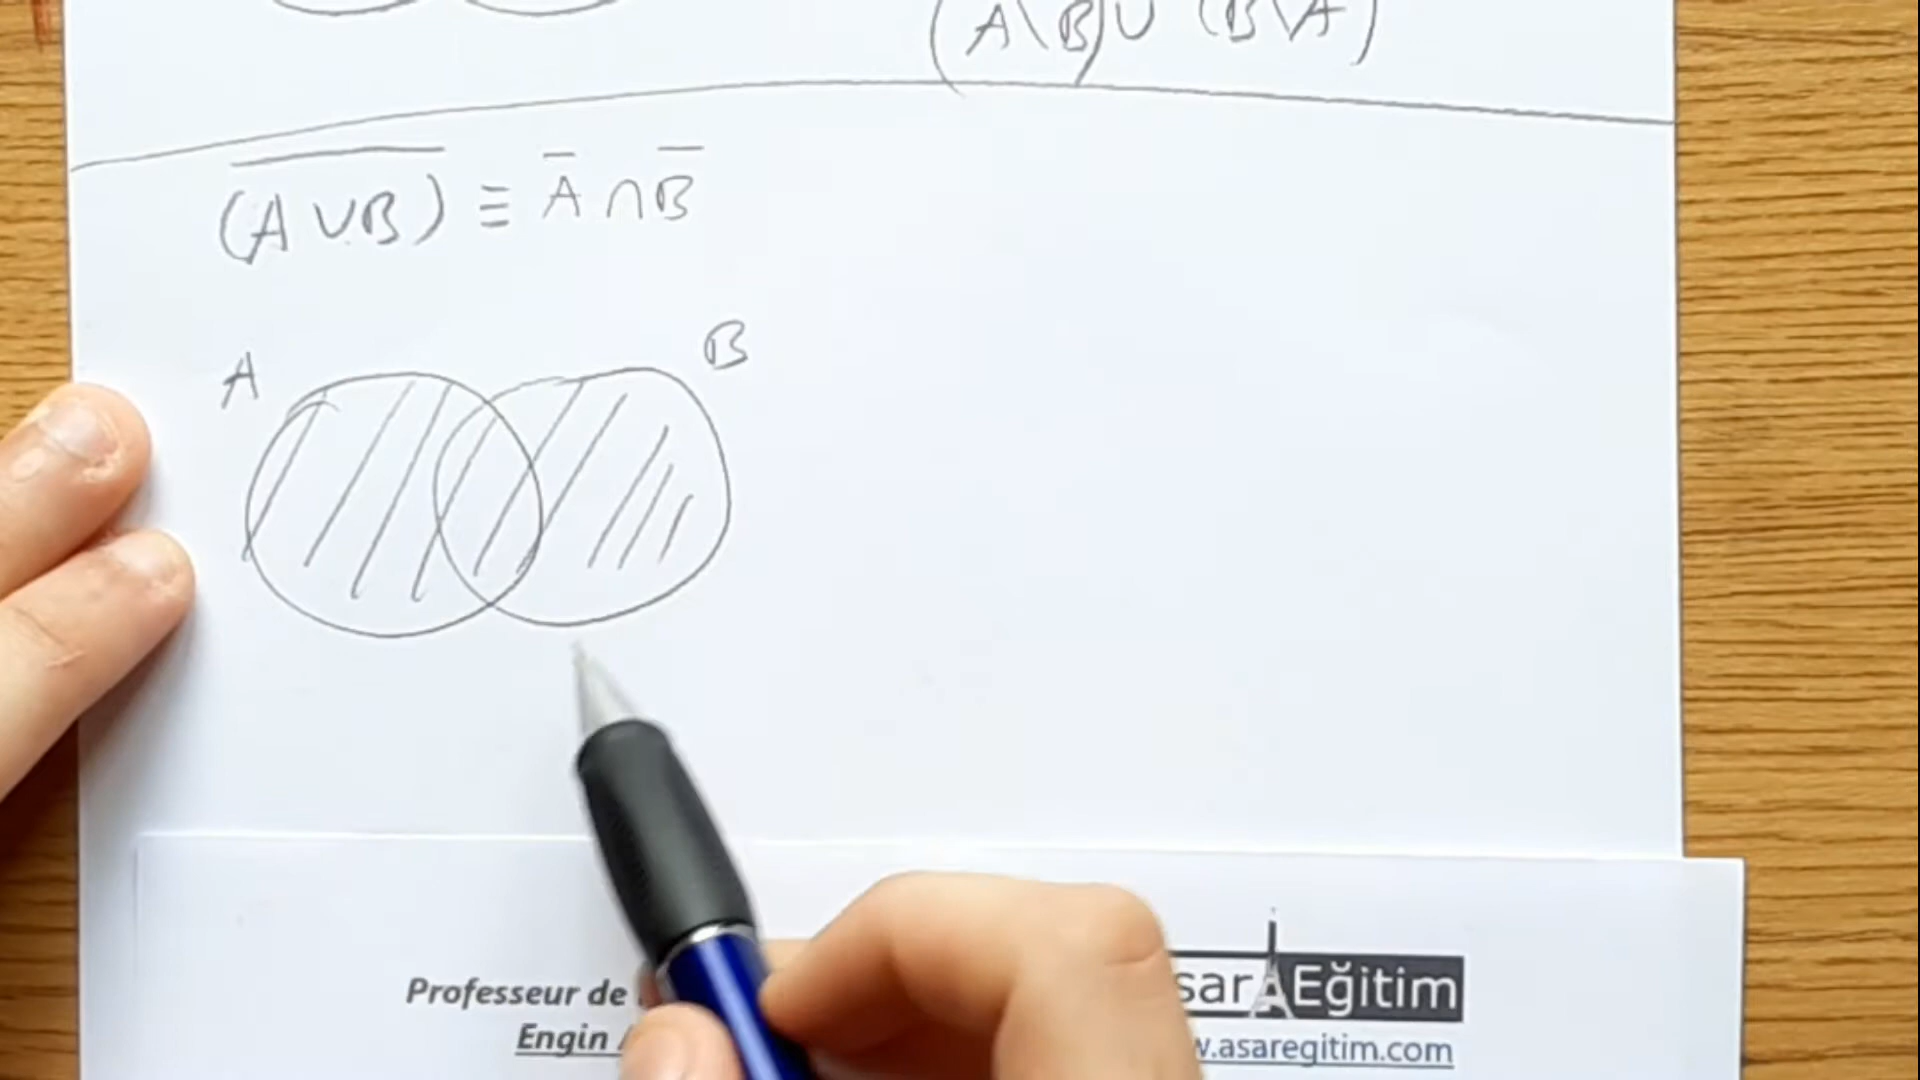 (A\B)∪(B\A)
(A∪B)‾ ≡ A̅ ∩ B̅
A
B
Professeur de
Engin
sar Eğitim
w.asaregitim.com